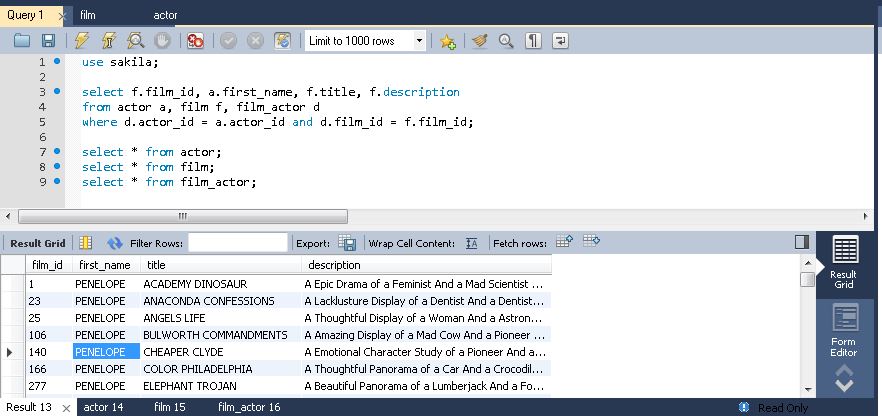 Query 1 film actor
Limit to 1000 rows
1 use sakila;
2
3 select f.film_id, a.first_name, f.title, f.description
4 from actor a, film f, film_actor d
5 where d.actor_id = a.actor_id and d.film_id = f.film_id;
6
7 select * from actor;
8 select * from film;
9 select * from film_actor;
Result Grid Filter Rows: Export: Wrap Cell Content: Fetch rows:
film_id first_name title description
1 PENELOPE ACADEMY DINOSAUR A Epic Drama of a Feminist And a Mad Scientist ...
23 PENELOPE ANACONDA CONFESSIONS A Lacklusture Display of a Dentist And a Dentist...
25 PENELOPE ANGELS LIFE A Thoughtful Display of a Woman And a Astron...
106 PENELOPE BULWORTH COMMANDMENTS A Amazing Display of a Mad Cow And a Pioneer ...
140 PENELOPE CHEAPER CLYDE A Emotional Character Study of a Pioneer And a...
166 PENELOPE COLOR PHILADELPHIA A Thoughtful Panorama of a Car And a Crocodil...
277 PENELOPE ELEPHANT TROJAN A Beautiful Panorama of a Lumberjack And a Fo...
Result
Grid
Form
Editor
Result 13 actor 14 film 15 film_actor 16 Read Only